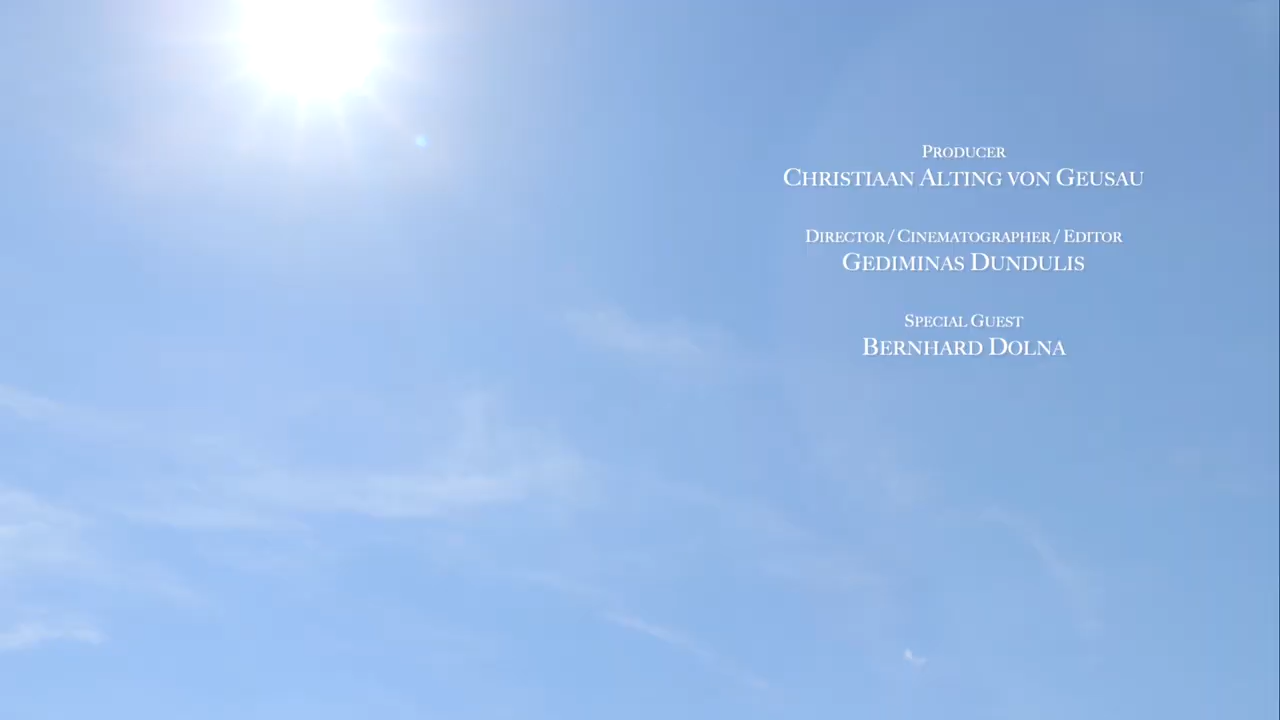 Producer
Christiaan Alting von Geusau
Director/Cinematographer/Editor
Gediminas Dundulis
Special Guest
Bernhard Dolna